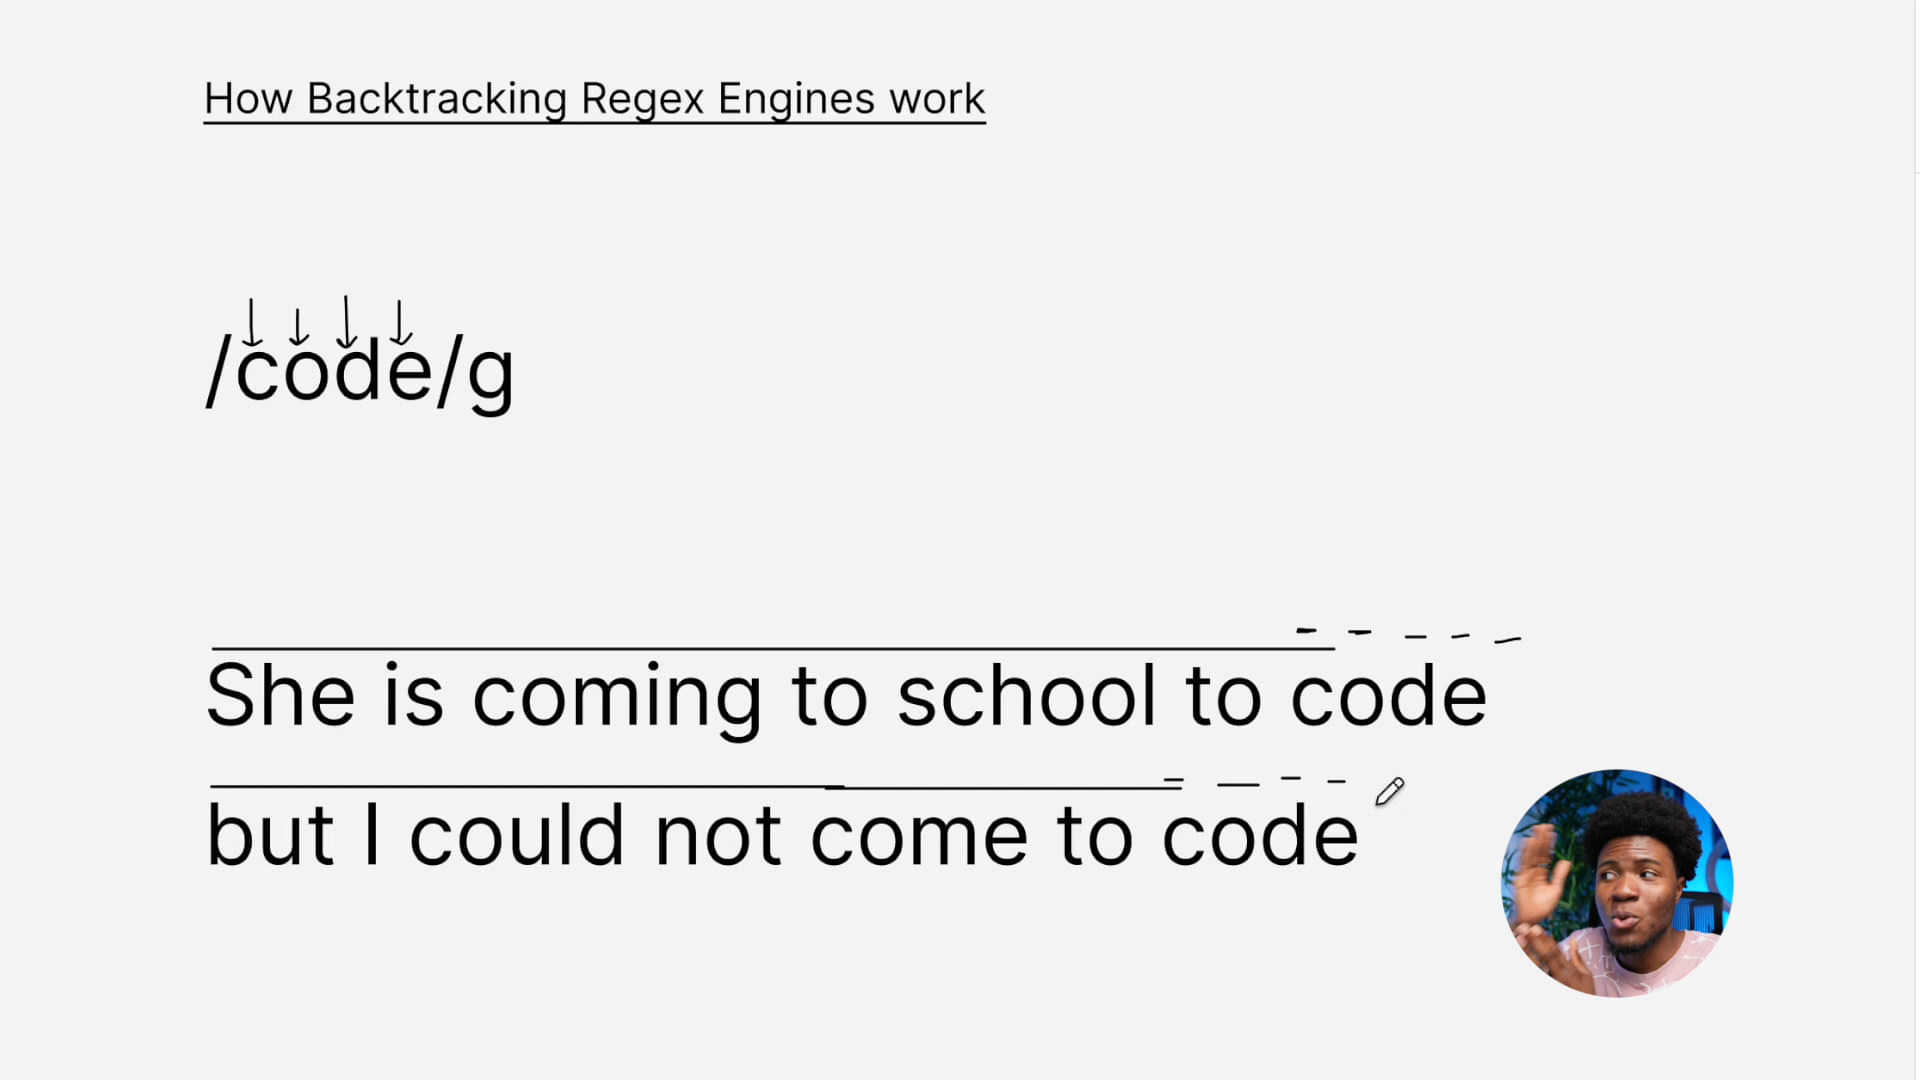 How Backtracking Regex Engines work
/code/g
She is coming to school to code
but I could not come to code